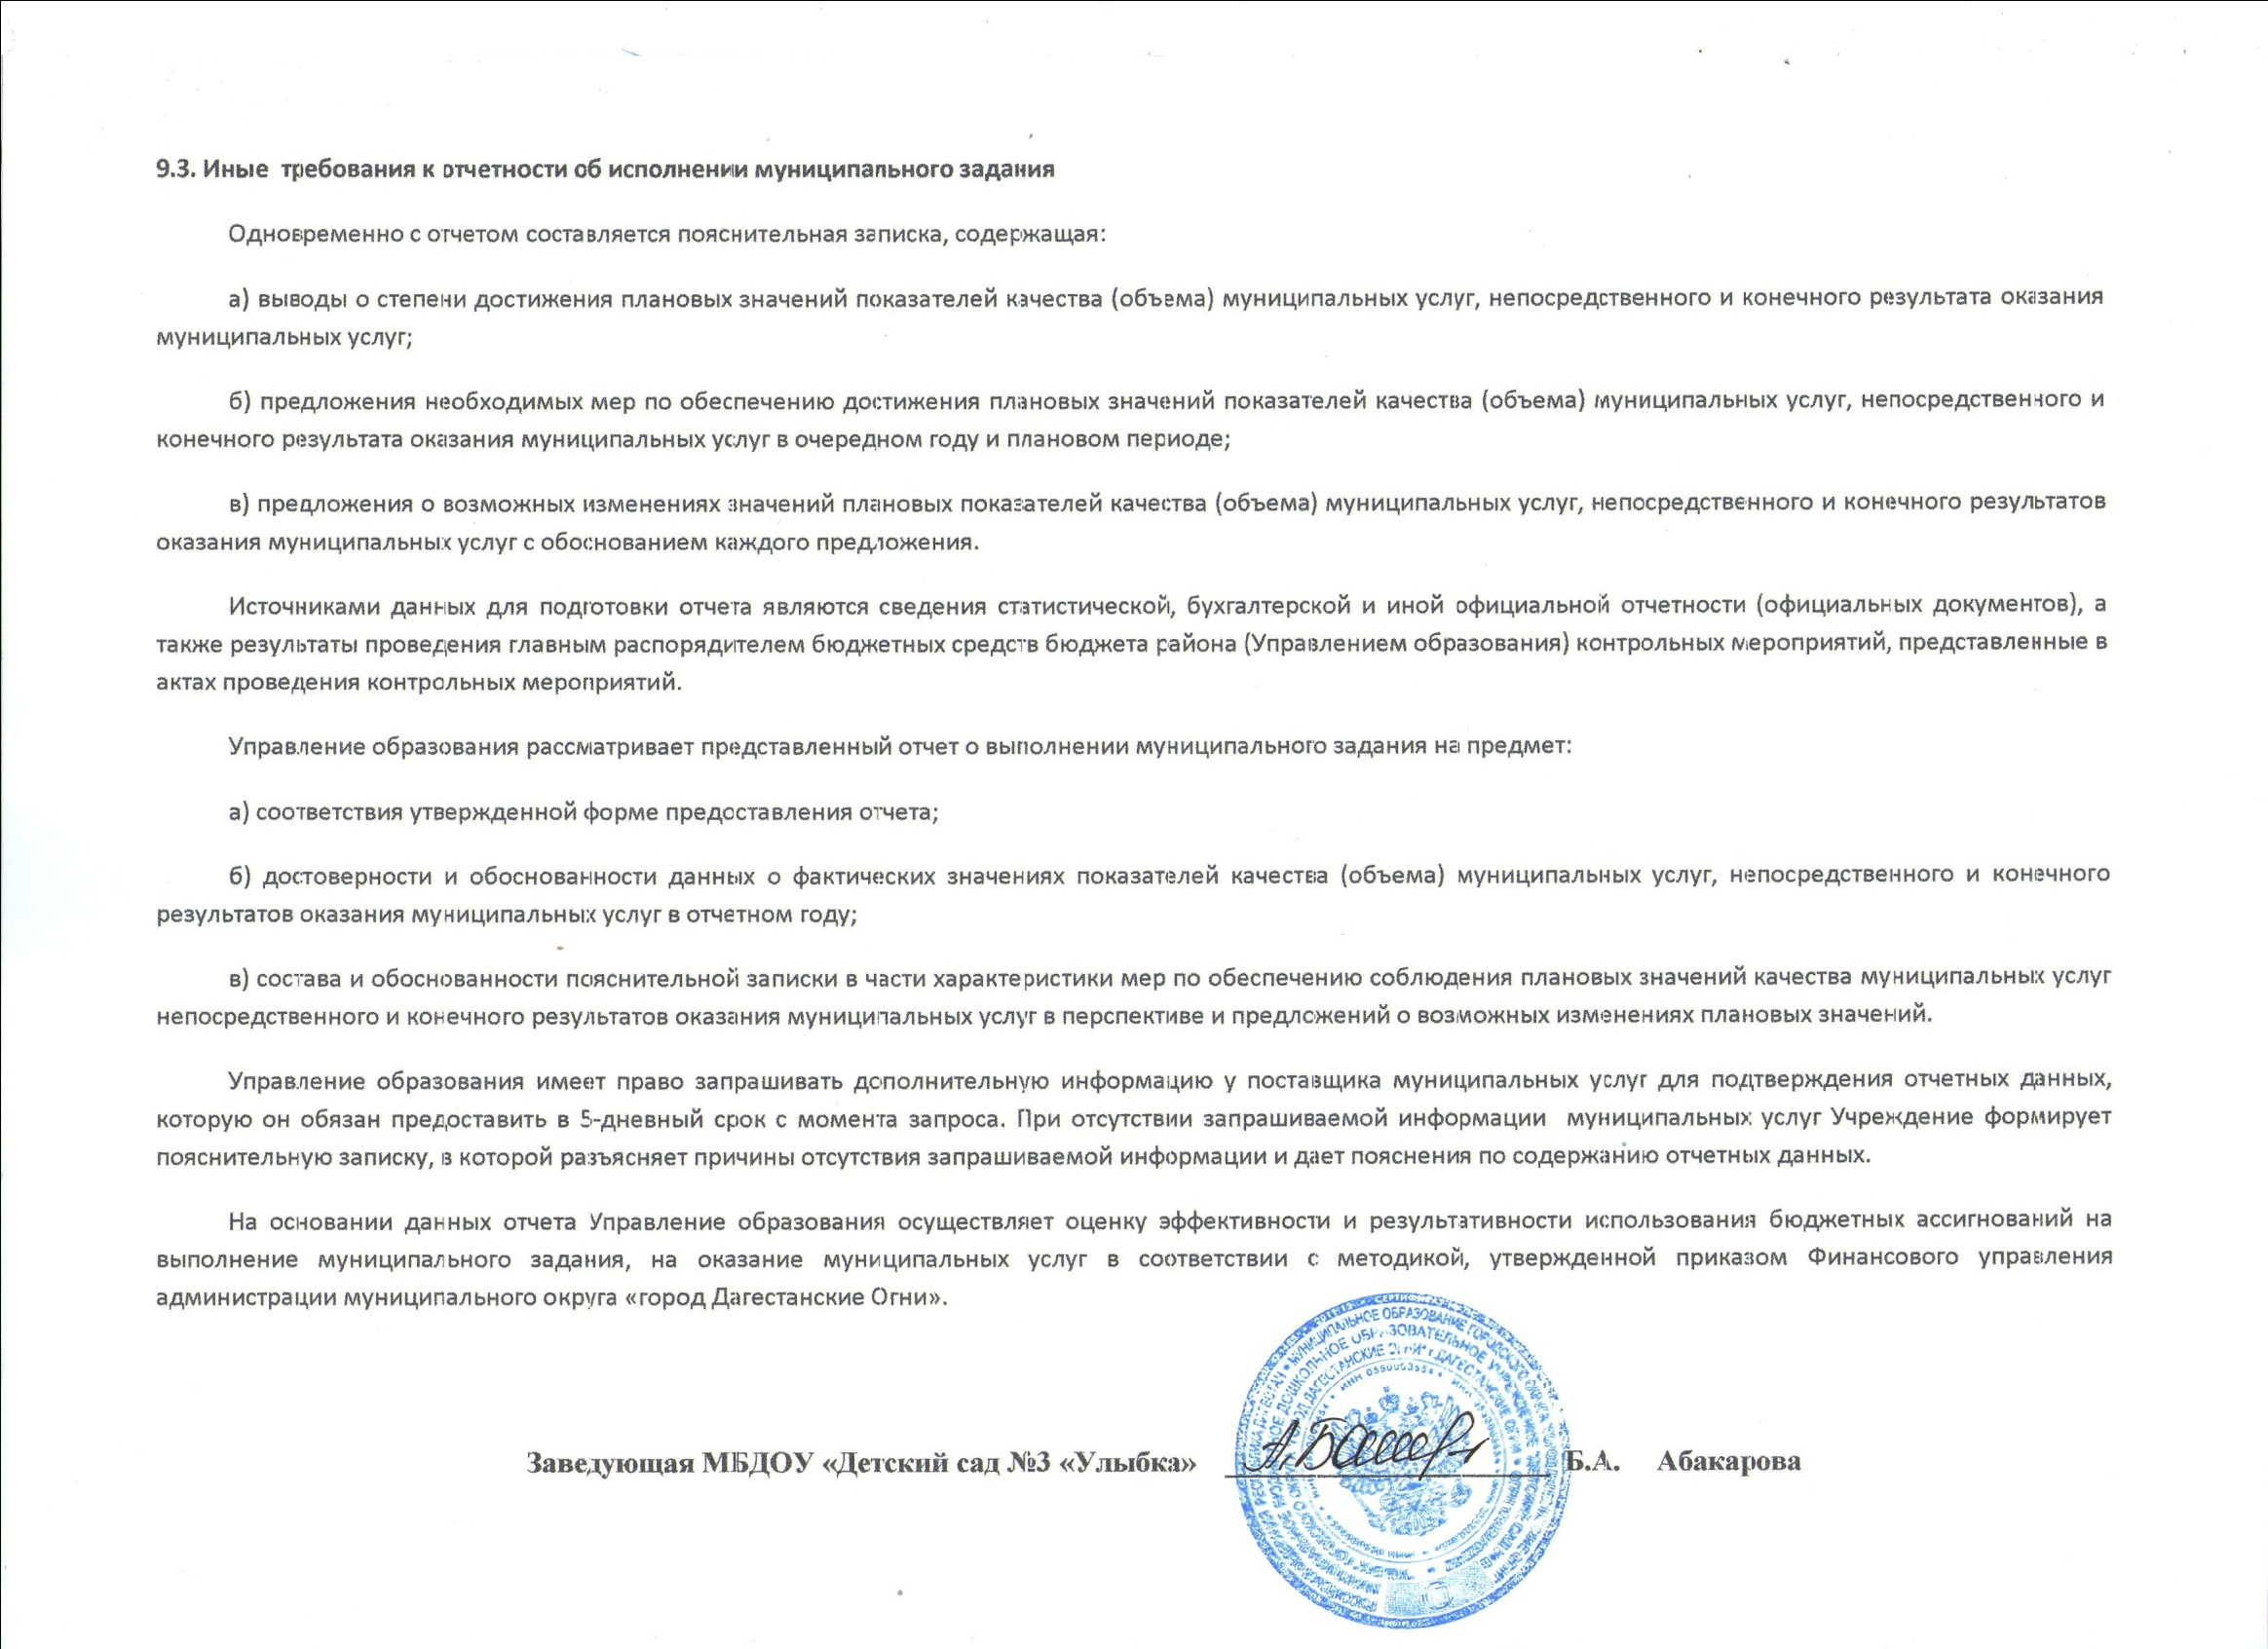 9.3. Иные требования к отчетности об исполнении муниципального задания
Одновременно с отчетом составляется пояснительная записка, содержащая:
а) выводы о степени достижения плановых значений показателей качества (объема) муниципальных услуг, непосредственного и конечного результата оказания
муниципальных услуг;
б) предложения необходимых мер по обеспечению достижения плановых значений показателей качества (объема) муниципальных услуг, непосредственного и
конечного результата оказания муниципальных услуг в очередном году и плановом периоде;
в) предложения о возможных изменениях значений плановых показателей качества (объема) муниципальных услуг, непосредственного и конечного результатов
оказания муниципальных услуг с обоснованием каждого предложения.
Источниками данных для подготовки отчета являются сведения статистической, бухгалтерской и иной официальной отчетности (официальных документов), а
также результаты проведения главным распорядителем бюджетных средств бюджета района (Управлением образования) контрольных мероприятий, представленные в
актах проведения контрольных мероприятий.
Управление образования рассматривает представленный отчет о выполнении муниципального задания на предмет:
а) соответствия утвержденной форме предоставления отчета;
б) достоверности и обоснованности данных о фактических значениях показателей качества (объема) муниципальных услуг, непосредственного и конечного
результатов оказания муниципальных услуг в отчетном году;
в) состава и обоснованности пояснительной записки в части характеристики мер по обеспечению соблюдения плановых значений качества муниципальных услуг
непосредственного и конечного результатов оказания муниципальных услуг в перспективе и предложений о возможных изменениях плановых значений.
Управление образования имеет право запрашивать дополнительную информацию у поставщика муниципальных услуг для подтверждения отчетных данных,
которую он обязан предоставить в 5-дневный срок с момента запроса. При отсутствии запрашиваемой информации муниципальных услуг Учреждение формирует
пояснительную записку, в которой разъясняет причины отсутствия запрашиваемой информации и дает пояснения по содержанию отчетных данных.
На основании данных отчета Управление образования осуществляет оценку эффективности и результативности использования бюджетных ассигнований на
выполнение муниципального задания, на оказание муниципальных услуг в соответствии с методикой, утвержденной приказом Финансового управления
администрации муниципального округа «город Дагестанские Огни».
МУНИЦИПАЛЬНОЕ ОБРАЗОВАНИЕ ГОРОДСКОГО ОКРУГА
ДОШКОЛЬНОЕ ОБРАЗОВАТЕЛЬНОЕ УЧРЕЖДЕНИЕ
ИНН 0550003554
Заведующая МБДОУ «Детский сад №3 «Улыбка» Б.А. Абакарова